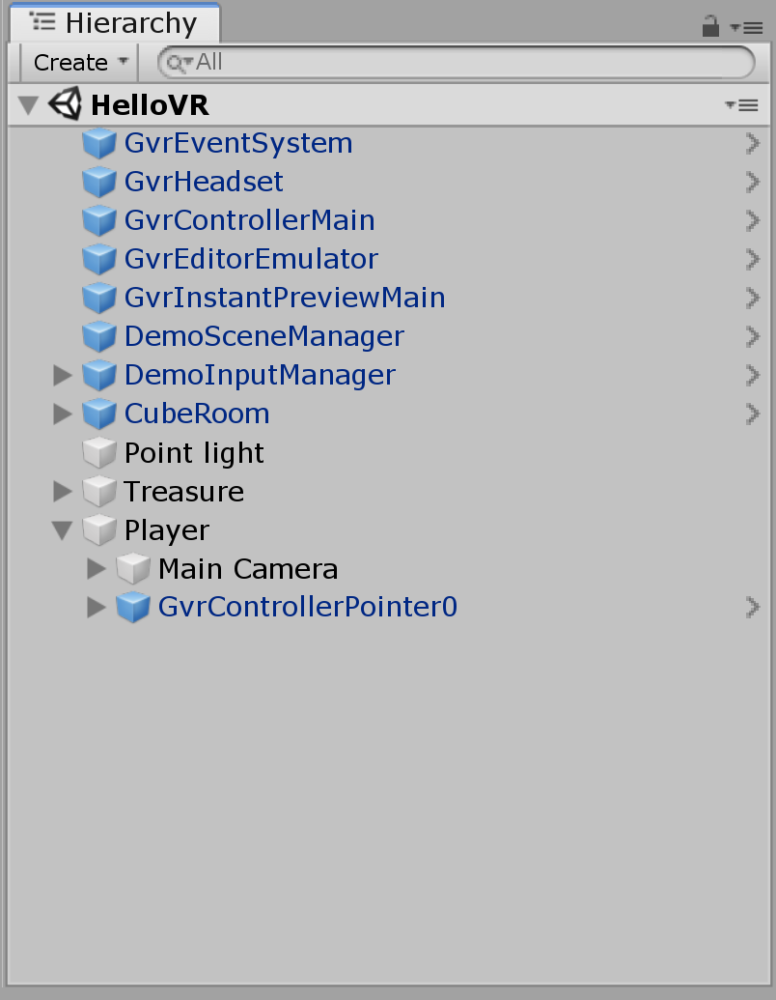 Hierarchy
Create All
HelloVR
GvrEventSystem
GvrHeadset
GvrControllerMain
GvrEditorEmulator
GvrInstantPreviewMain
DemoSceneManager
DemoInputManager
CubeRoom
Point light
Treasure
Player
Main Camera
GvrControllerPointer0